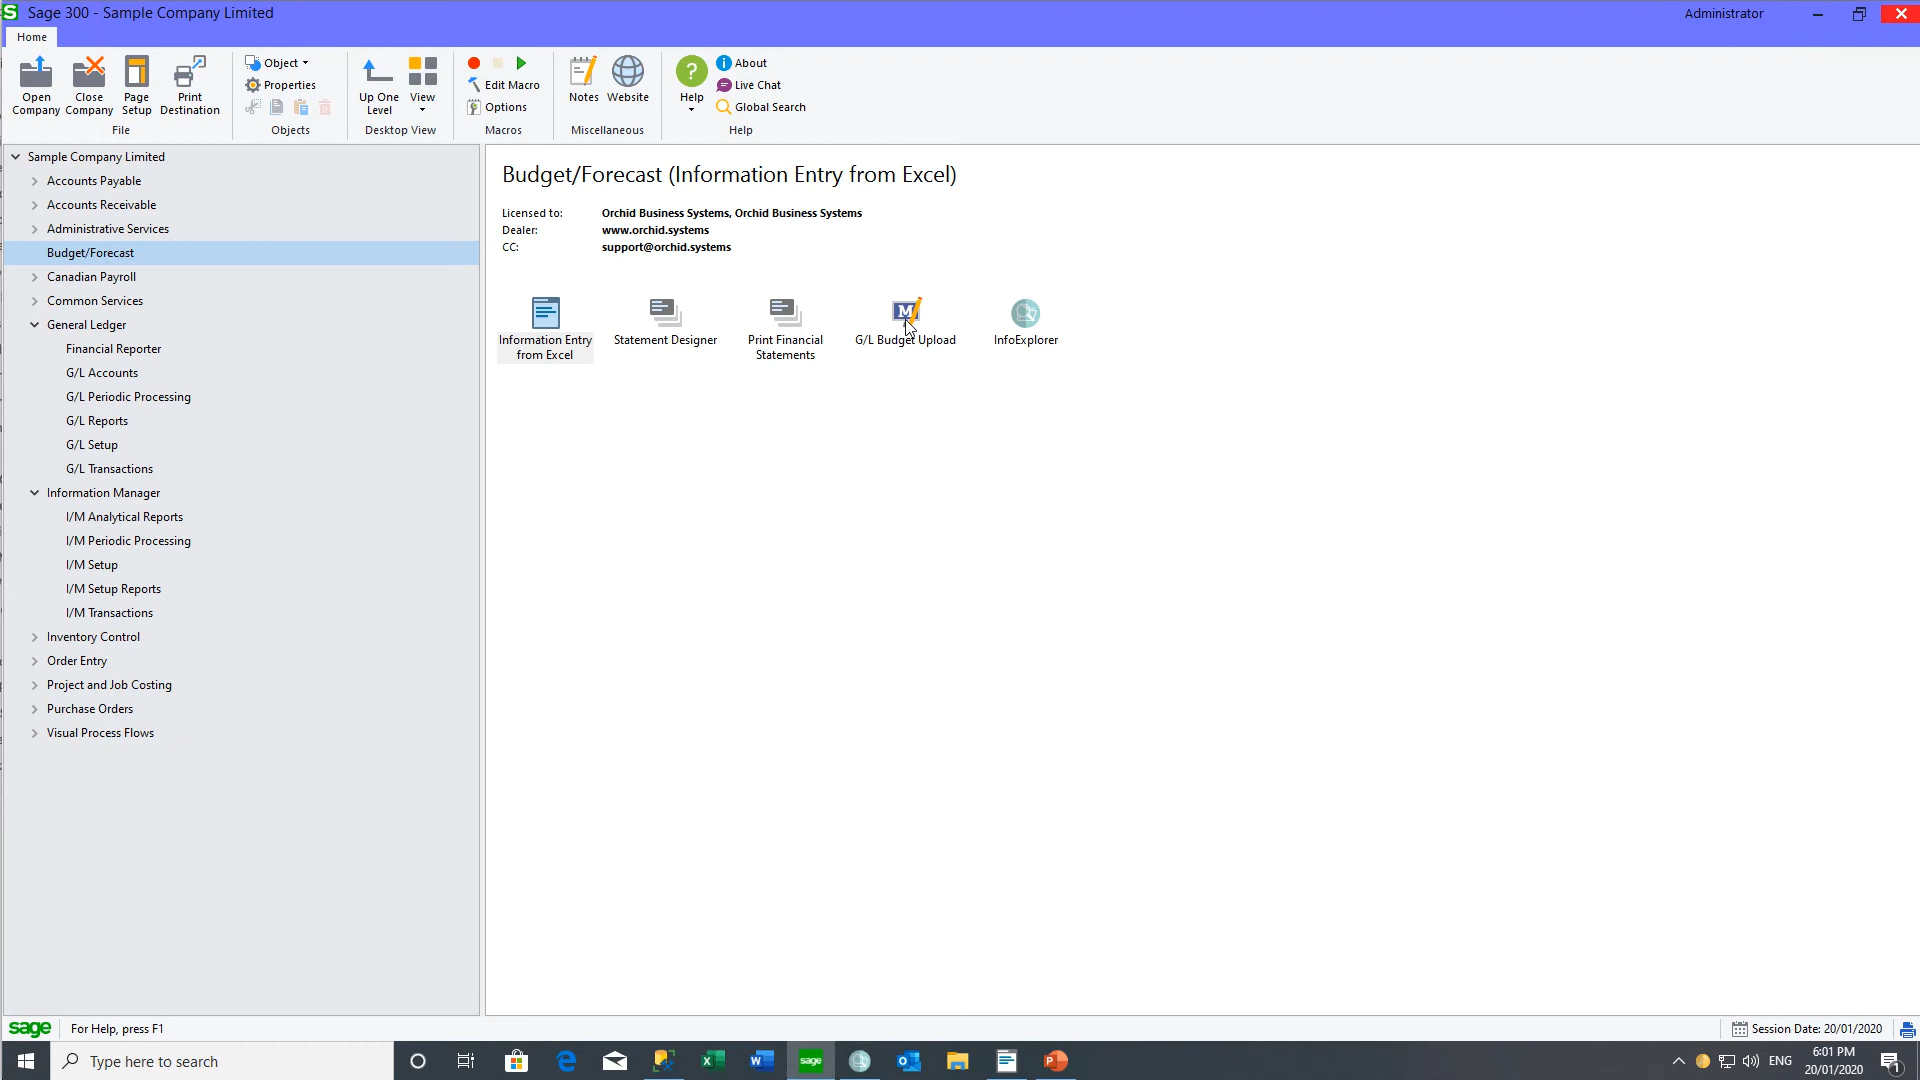 Sage 300 - Sample Company Limited
Administrator
Home
Open Company
Close Company
Page Setup
Print Destination
File
Object
Properties
Objects
Up One Level
View
Desktop View
Edit Macro
Options
Macros
Notes
Website
Miscellaneous
Help
About
Live Chat
Global Search
Help
Sample Company Limited
Accounts Payable
Accounts Receivable
Administrative Services
Budget/Forecast
Canadian Payroll
Common Services
General Ledger
Financial Reporter
G/L Accounts
G/L Periodic Processing
G/L Reports
G/L Setup
G/L Transactions
Information Manager
I/M Analytical Reports
I/M Periodic Processing
I/M Setup
I/M Setup Reports
I/M Transactions
Inventory Control
Order Entry
Project and Job Costing
Purchase Orders
Visual Process Flows
Budget/Forecast (Information Entry from Excel)
Licensed to: Orchid Business Systems, Orchid Business Systems
Dealer: www.orchid.systems
CC: support@orchid.systems
Information Entry
from Excel
Statement Designer
Print Financial
Statements
G/L Budget Upload
InfoExplorer
sage
For Help, press F1
Session Date: 20/01/2020
Type here to search
sage
ENG
6:01 PM
20/01/2020
1